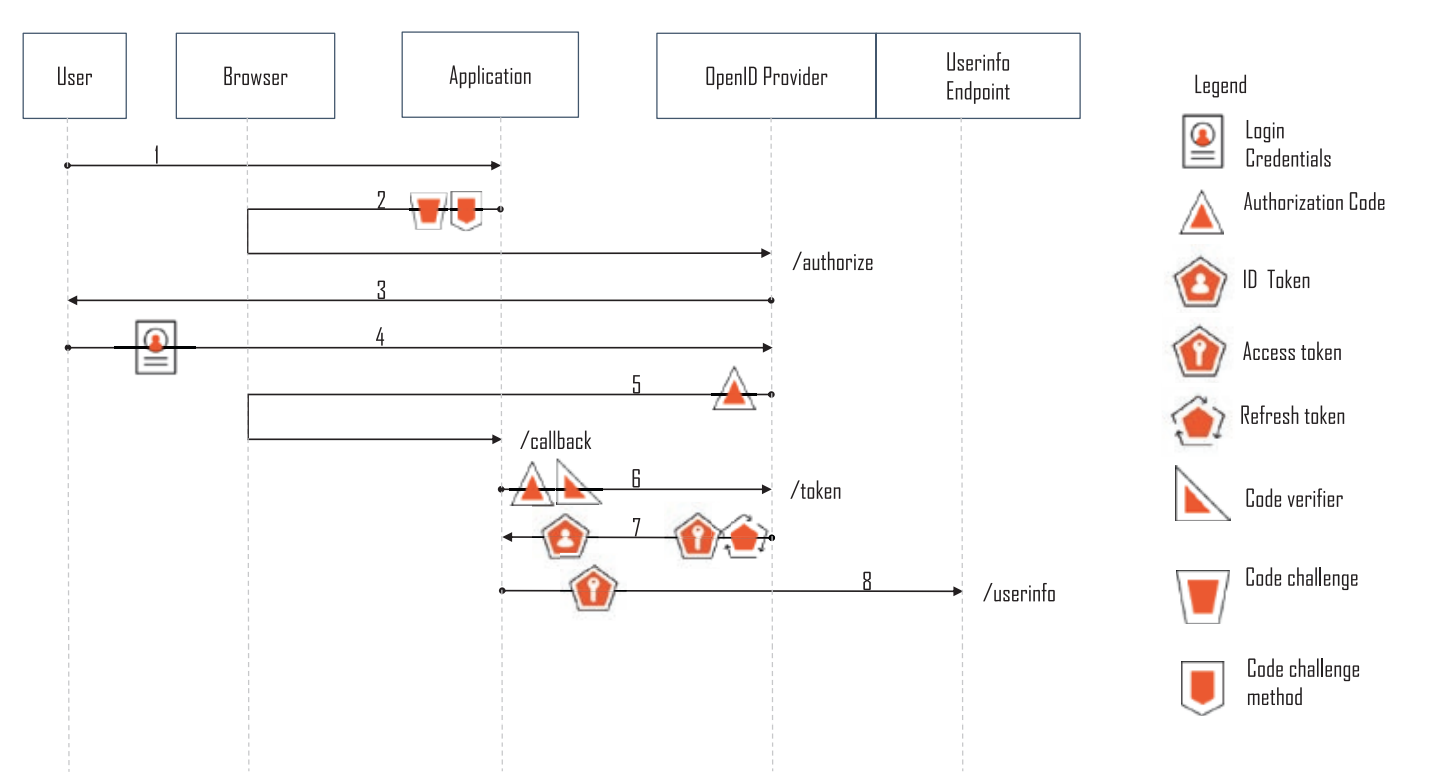 User
Browser
Application
OpenID Provider
Userinfo
Endpoint
1
2
/authorize
3
4
5
/callback
6
/token
7
8
/userinfo
Legend
Login
Credentials
Authorization Code
ID Token
Access token
Refresh token
Code verifier
Code challenge
Code challenge
method